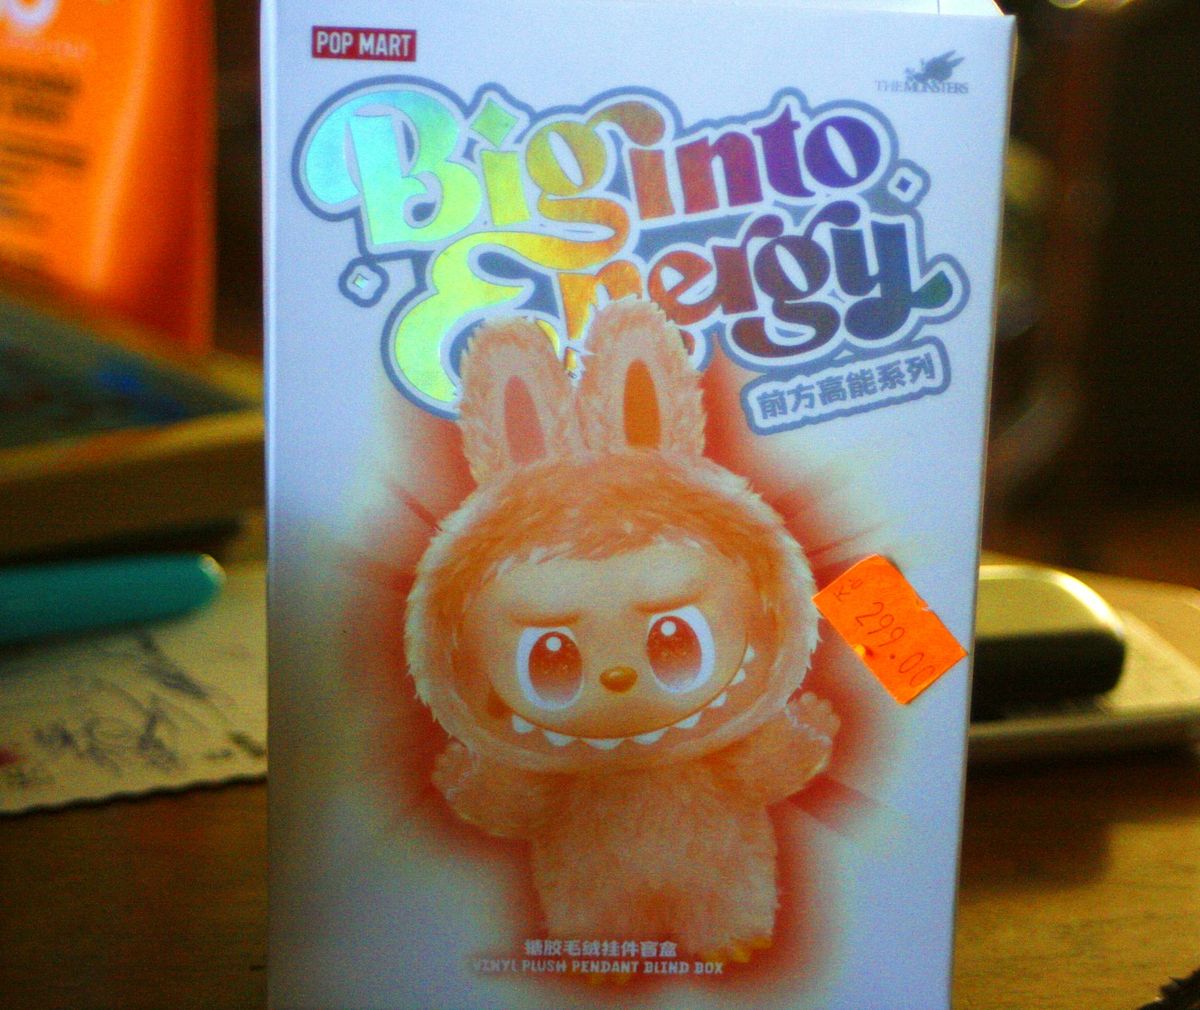 POP MART
THE MONSTERS
Big into
Energy
前方高能系列
299.00
搪胶毛绒挂件盲盒
VINYL PLUSH PENDANT BLIND BOX